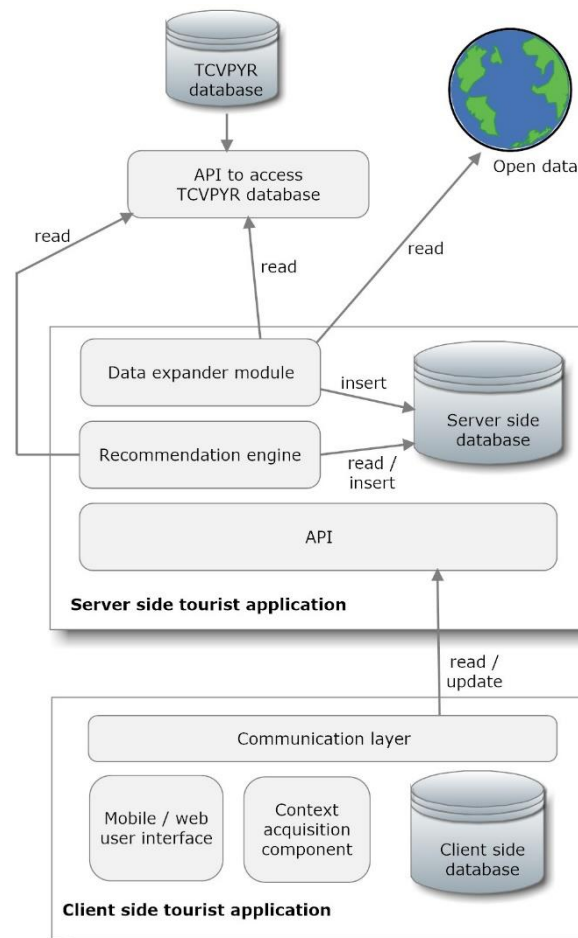 TCVPYR
database
Open data
API to access
TCVPYR database
read
read
read
Data expander module
insert
Server side
database
Recommendation engine
read /
insert
API
Server side tourist application
read /
update
Communication layer
Mobile / web
user interface
Context
acquisition
component
Client side
database
Client side tourist application